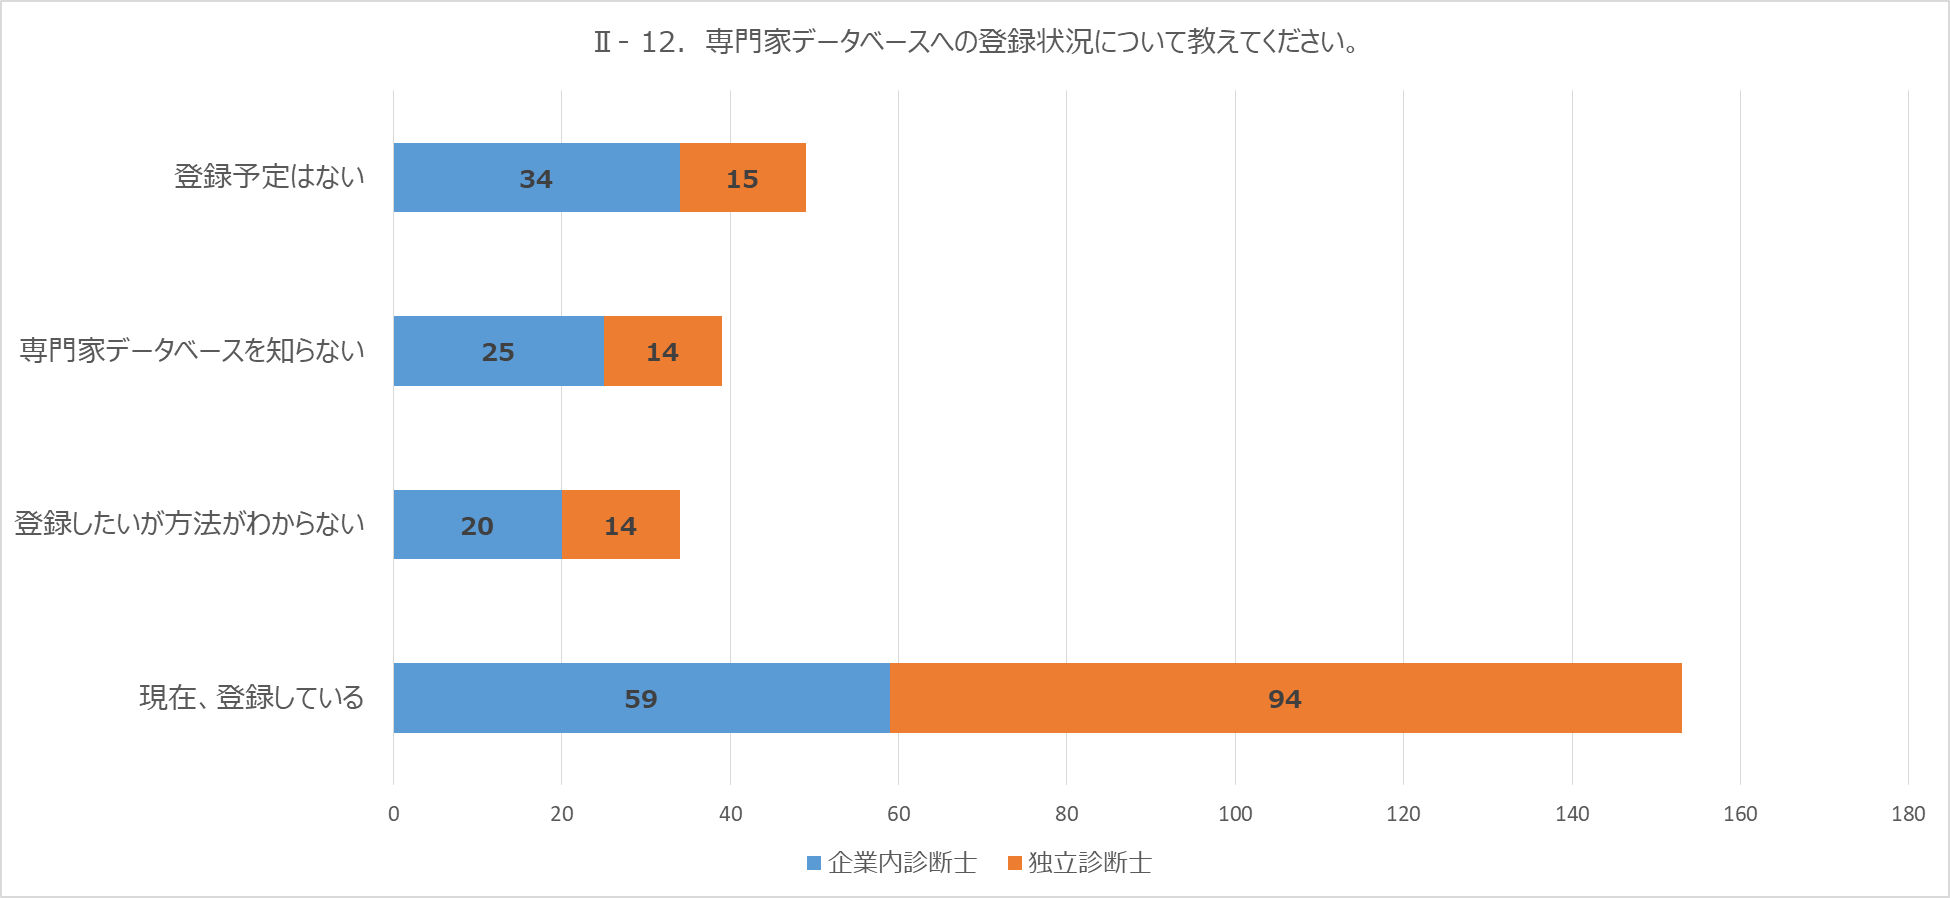 Ⅱ- 12． 専門家データベースへの登録状況について教えてください。
登録予定はない
34 15
専門家データベースを知らない
25 14
登録したいが方法がわからない
20 14
現在、登録している
59 94
0 20 40 60 80 100 120 140 160 180
企業内診断士 独立診断士